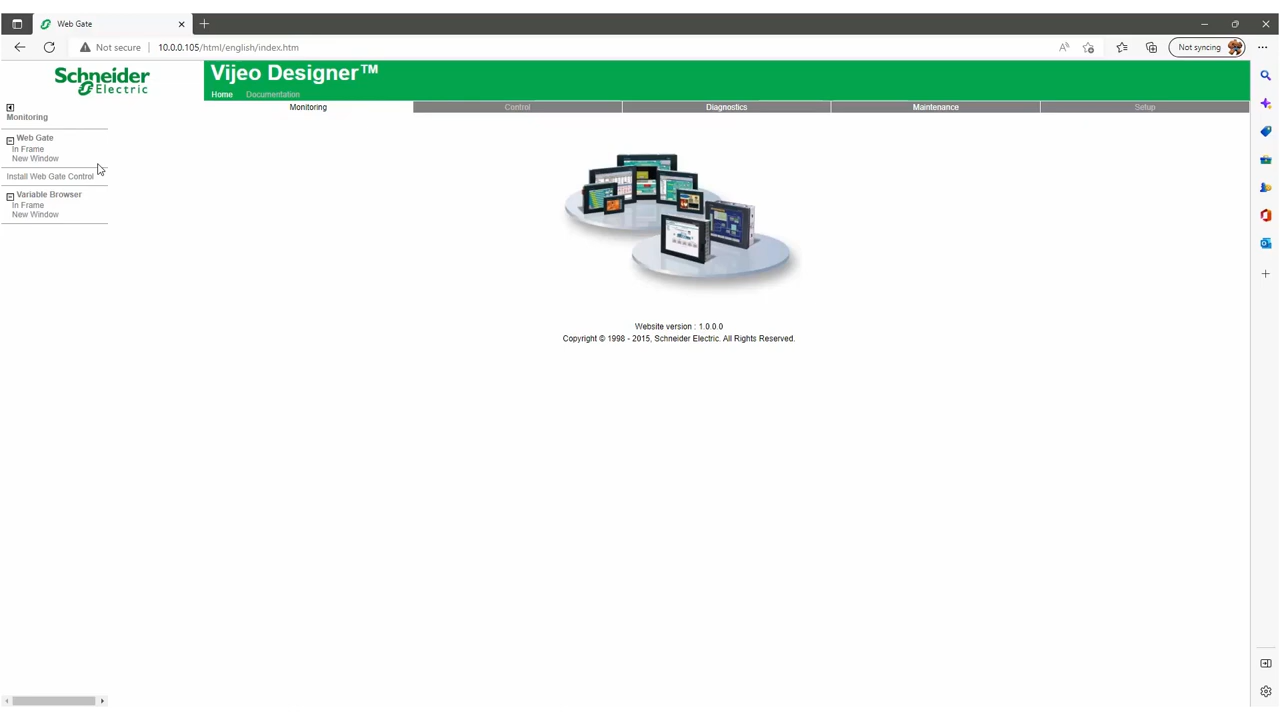 Web Gate
Not secure
10.0.0.105/html/english/index.htm
Not syncing
Schneider
Electric
Vijeo Designer™
Home
Documentation
Monitoring
Control
Diagnostics
Maintenance
Setup
Monitoring
Web Gate
In Frame
New Window
Install Web Gate Control
Variable Browser
In Frame
New Window
Website version : 1.0.0.0
Copyright © 1998 - 2015, Schneider Electric. All Rights Reserved.